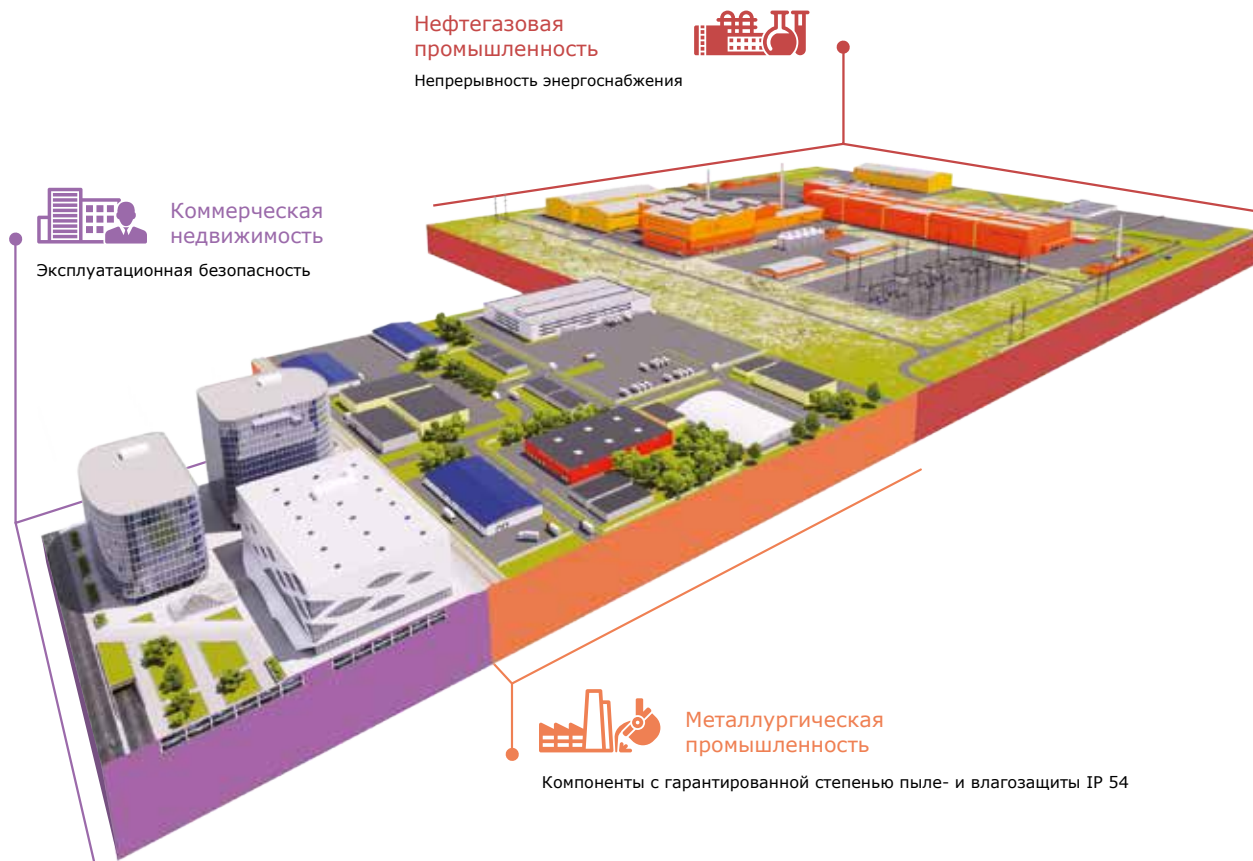 Нефтегазовая
промышленность
Непрерывность энергоснабжения
Коммерческая
недвижимость
Эксплуатационная безопасность
Металлургическая
промышленность
Компоненты с гарантированной степенью пыле- и влагозащиты IP 54